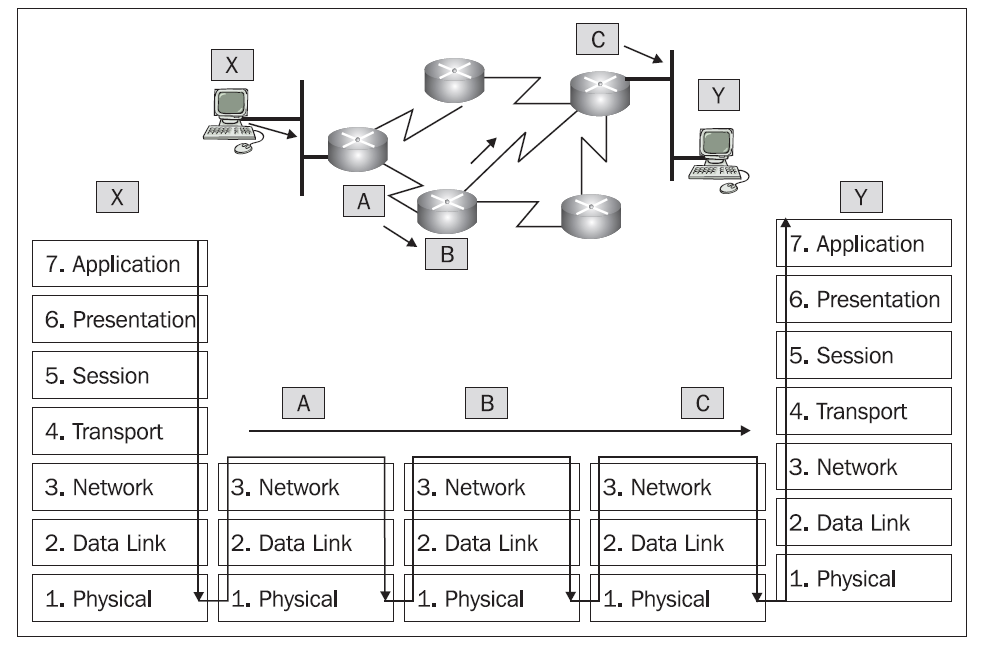 C
X
Y
A
B
X
Y
7. Application
6. Presentation
5. Session
4. Transport
3. Network
2. Data Link
1. Physical
A
3. Network
2. Data Link
1. Physical
B
3. Network
2. Data Link
1. Physical
C
3. Network
2. Data Link
1. Physical
7. Application
6. Presentation
5. Session
4. Transport
3. Network
2. Data Link
1. Physical